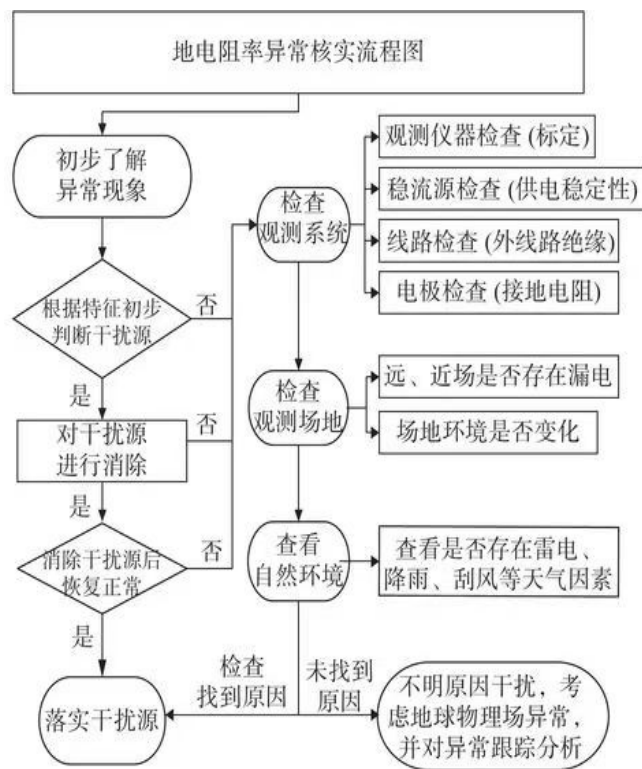 地电阻率异常核实流程图
初步了解
异常现象
根据特征初步
判断干扰源
否
是
对干扰源
进行消除
否
是
消除干扰源后
恢复正常
否
是
落实干扰源
检查
观测系统
观测仪器检查 (标定)
稳流源检查 (供电稳定性)
线路检查 (外线路绝缘)
电极检查 (接地电阻)
检查
观测场地
远、近场是否存在漏电
场地环境是否变化
查看
自然环境
查看是否存在雷电、
降雨、刮风等天气因素
检查
找到原因
未找到
原因
不明原因干扰，考
虑地球物理场异常，
并对异常跟踪分析